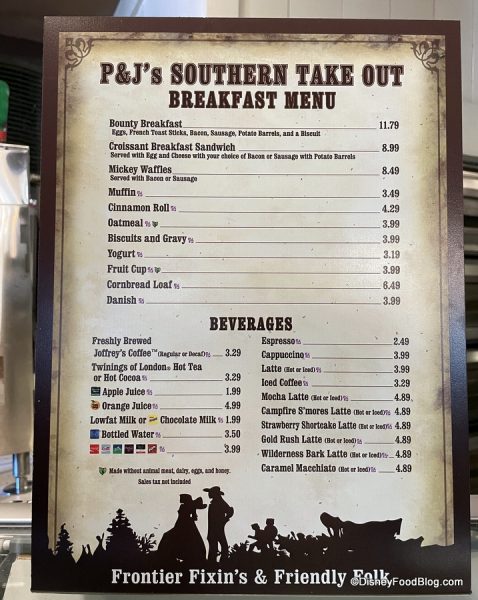 P&J's SOUTHERN TAKE OUT
BREAKFAST MENU
Bounty Breakfast 11.79
Eggs, French Toast Sticks, Bacon, Sausage, Potato Barrels, and a Biscuit
Croissant Breakfast Sandwich 8.99
Served with Egg and Cheese with your choice of Bacon or Sausage with Potato Barrels
Mickey Waffles 8.49
Served with Bacon or Sausage
Muffin 3.49
Cinnamon Roll 4.29
Oatmeal 3.99
Biscuits and Gravy 3.99
Yogurt 3.19
Fruit Cup 3.99
Cornbread Loaf 6.49
Danish 3.99
BEVERAGES
Freshly Brewed
Joffrey's Coffee™ (Regular or Decaf) 3.29
Twinings of London® Hot Tea
or Hot Cocoa 3.29
Apple Juice 1.99
Orange Juice 4.99
Lowfat Milk or Chocolate Milk 1.99
Bottled Water 3.50
3.99
Made without animal meat, dairy, eggs, and honey.
Sales tax not included
Espresso 2.49
Cappuccino 3.99
Latte (Hot or Iced) 3.99
Iced Coffee 3.29
Mocha Latte (Hot or Iced) 4.89
Campfire S'mores Latte (Hot or Iced) 4.89
Strawberry Shortcake Latte (Hot or Iced) 4.89
Gold Rush Latte (Hot or Iced) 4.89
Wilderness Bark Latte (Hot or Iced) 4.89
Caramel Macchiato (Hot or Iced) 4.89
Frontier Fixin's & Friendly Folk
©DisneyFoodBlog.com